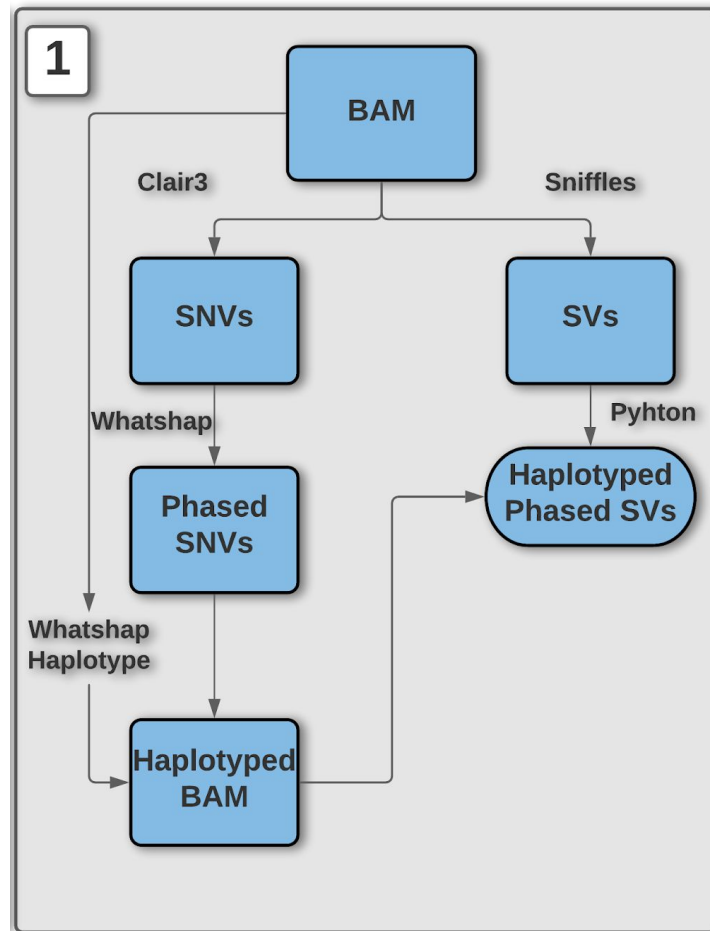 1
BAM
Clair3
Sniffles
SNVs
SVs
Whatshap
Pyhton
Phased
SNVs
Haplotyped
Phased SVs
Whatshap
Haplotype
Haplotyped
BAM